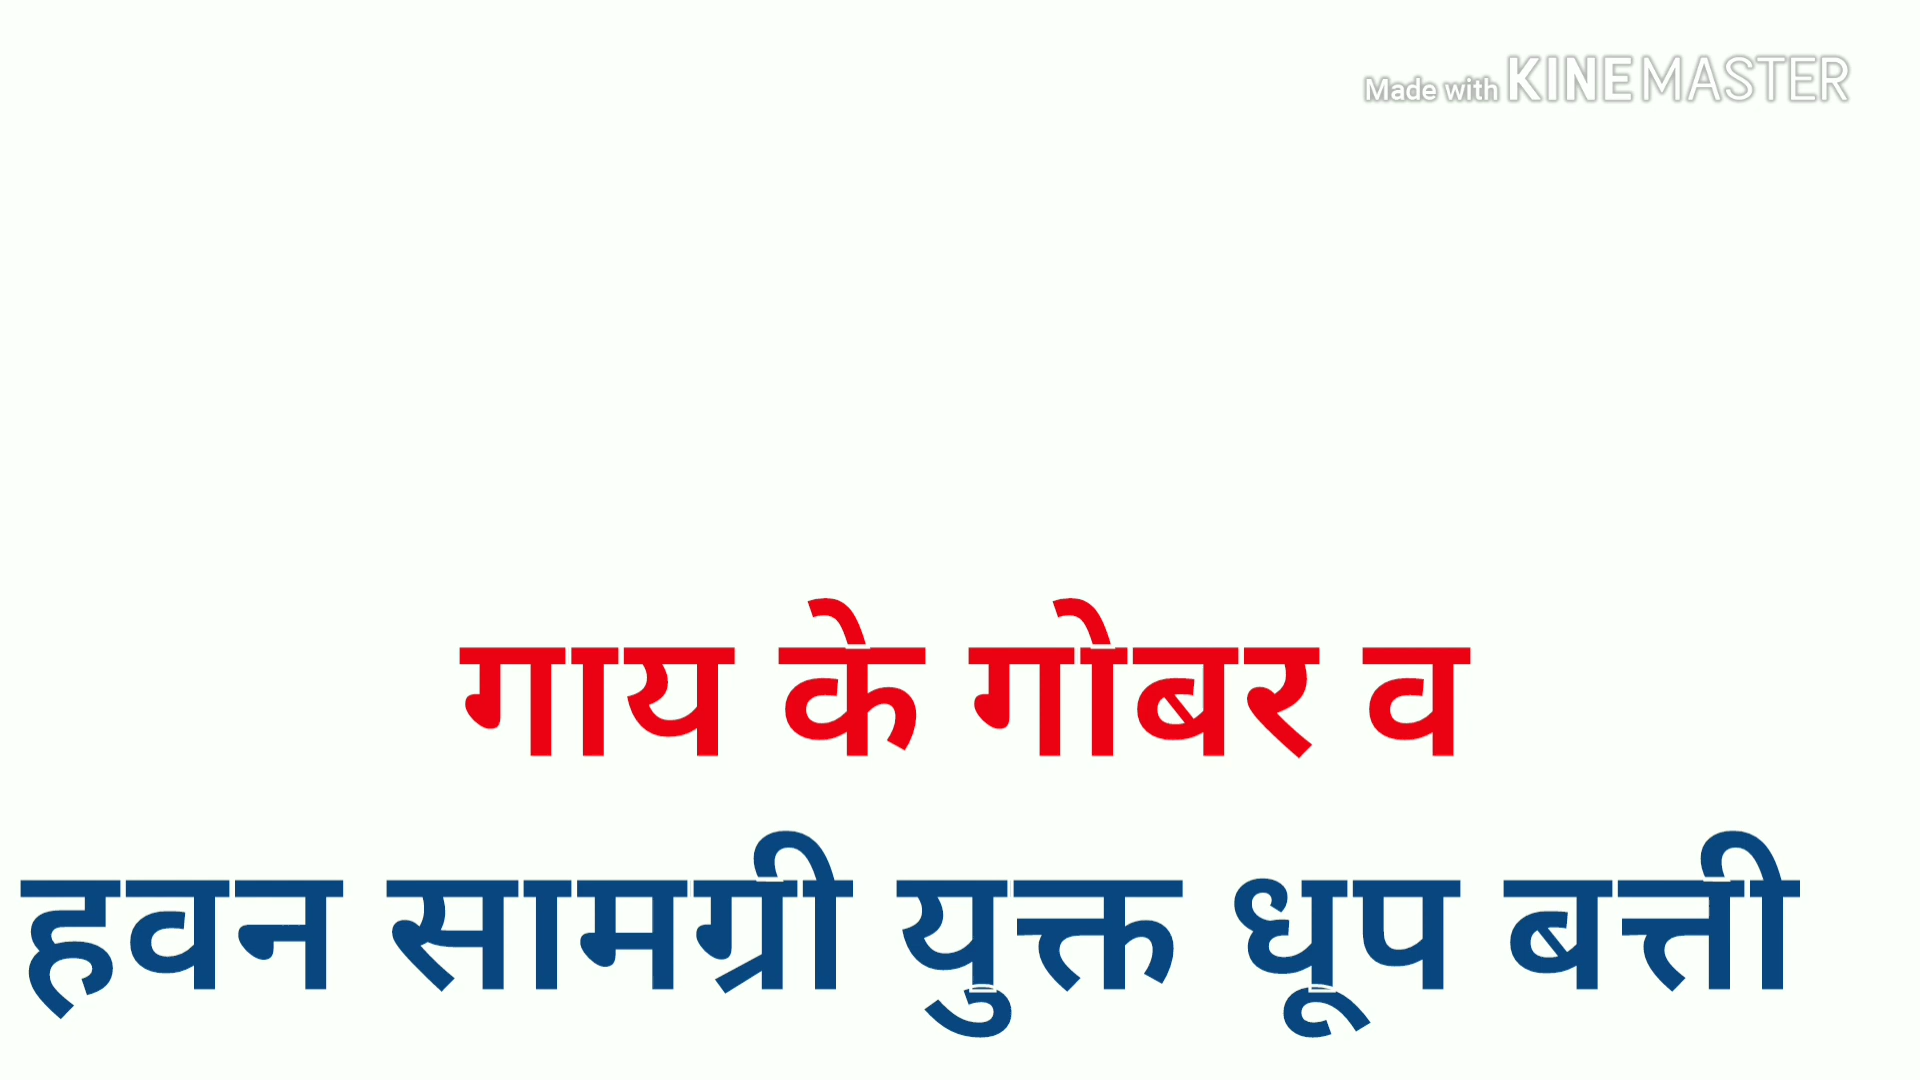 Made with KINEMASTER
गाय के गोबर व
हवन सामग्री युक्त धूप बत्ती